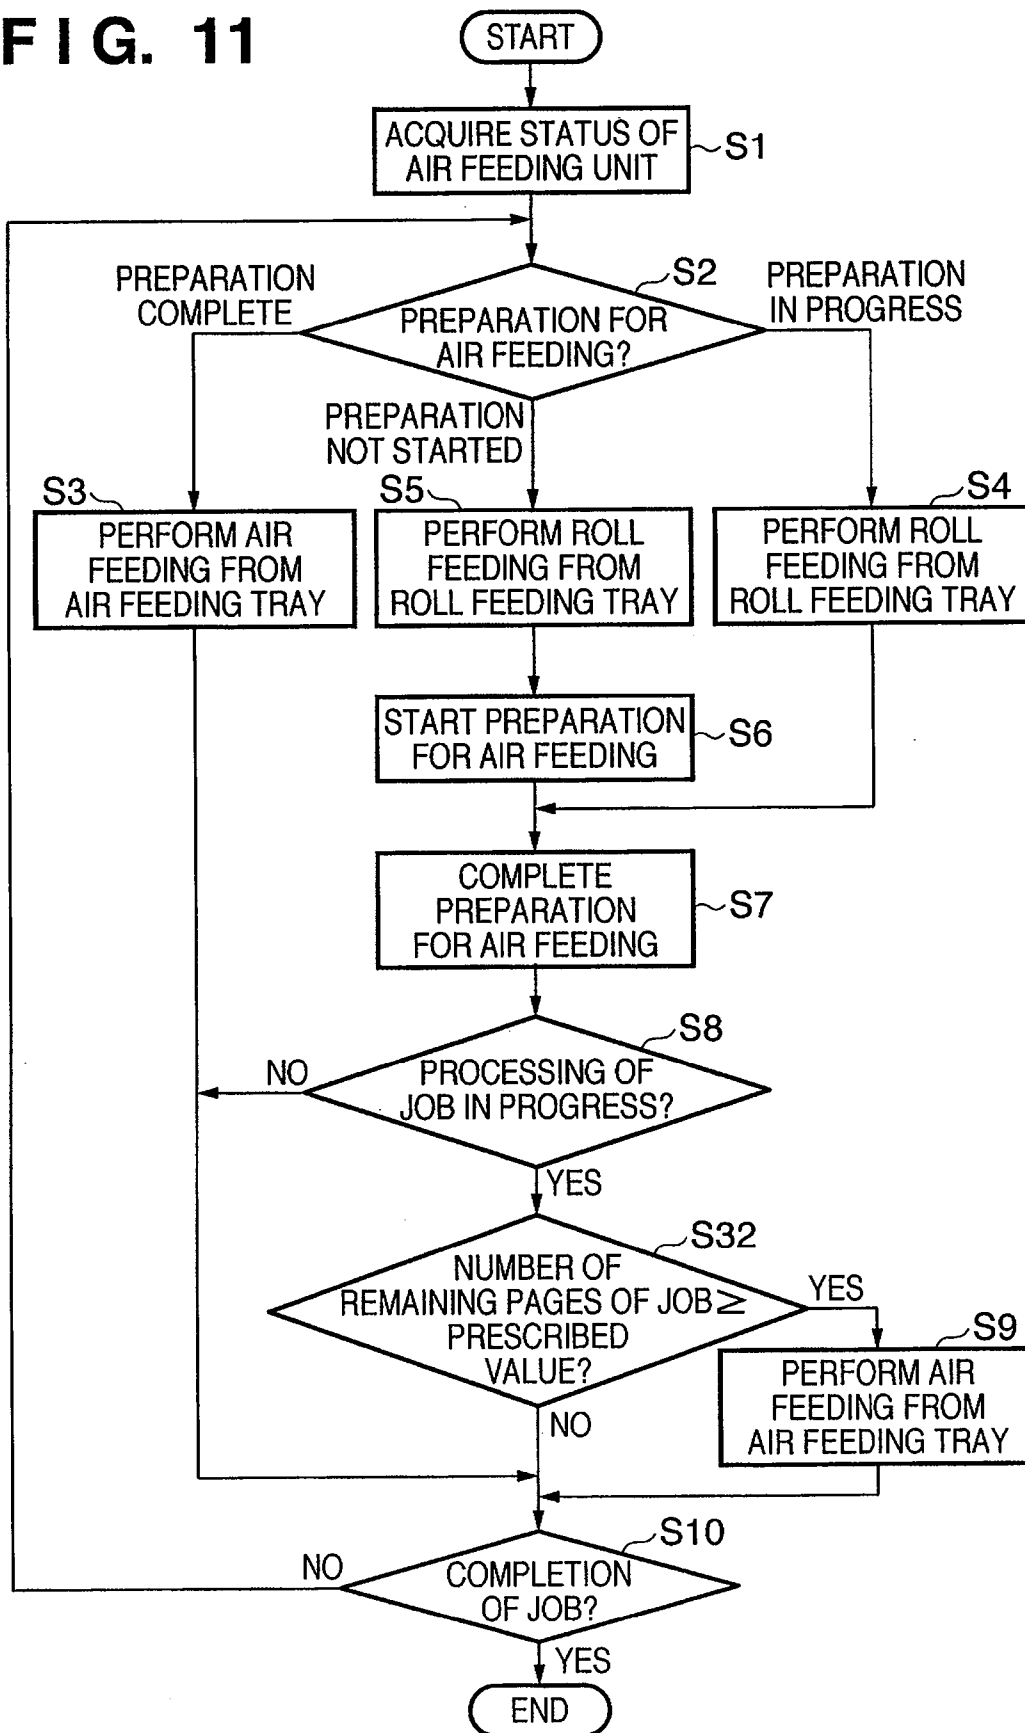 FIG. 11
START
ACQUIRE STATUS OF
AIR FEEDING UNIT
S1
S2
PREPARATION
COMPLETE
PREPARATION FOR
AIR FEEDING?
PREPARATION
IN PROGRESS
PREPARATION
NOT STARTED
S3
PERFORM AIR
FEEDING FROM
AIR FEEDING TRAY
S5
PERFORM ROLL
FEEDING FROM
ROLL FEEDING TRAY
S4
PERFORM ROLL
FEEDING FROM
ROLL FEEDING TRAY
START PREPARATION
FOR AIR FEEDING
S6
COMPLETE
PREPARATION
FOR AIR FEEDING
S7
S8
PROCESSING OF
JOB IN PROGRESS?
NO
YES
S32
NUMBER OF
REMAINING PAGES OF JOB ≧
PRESCRIBED
VALUE?
YES
NO
S9
PERFORM AIR
FEEDING FROM
AIR FEEDING TRAY
S10
COMPLETION
OF JOB?
NO
YES
END